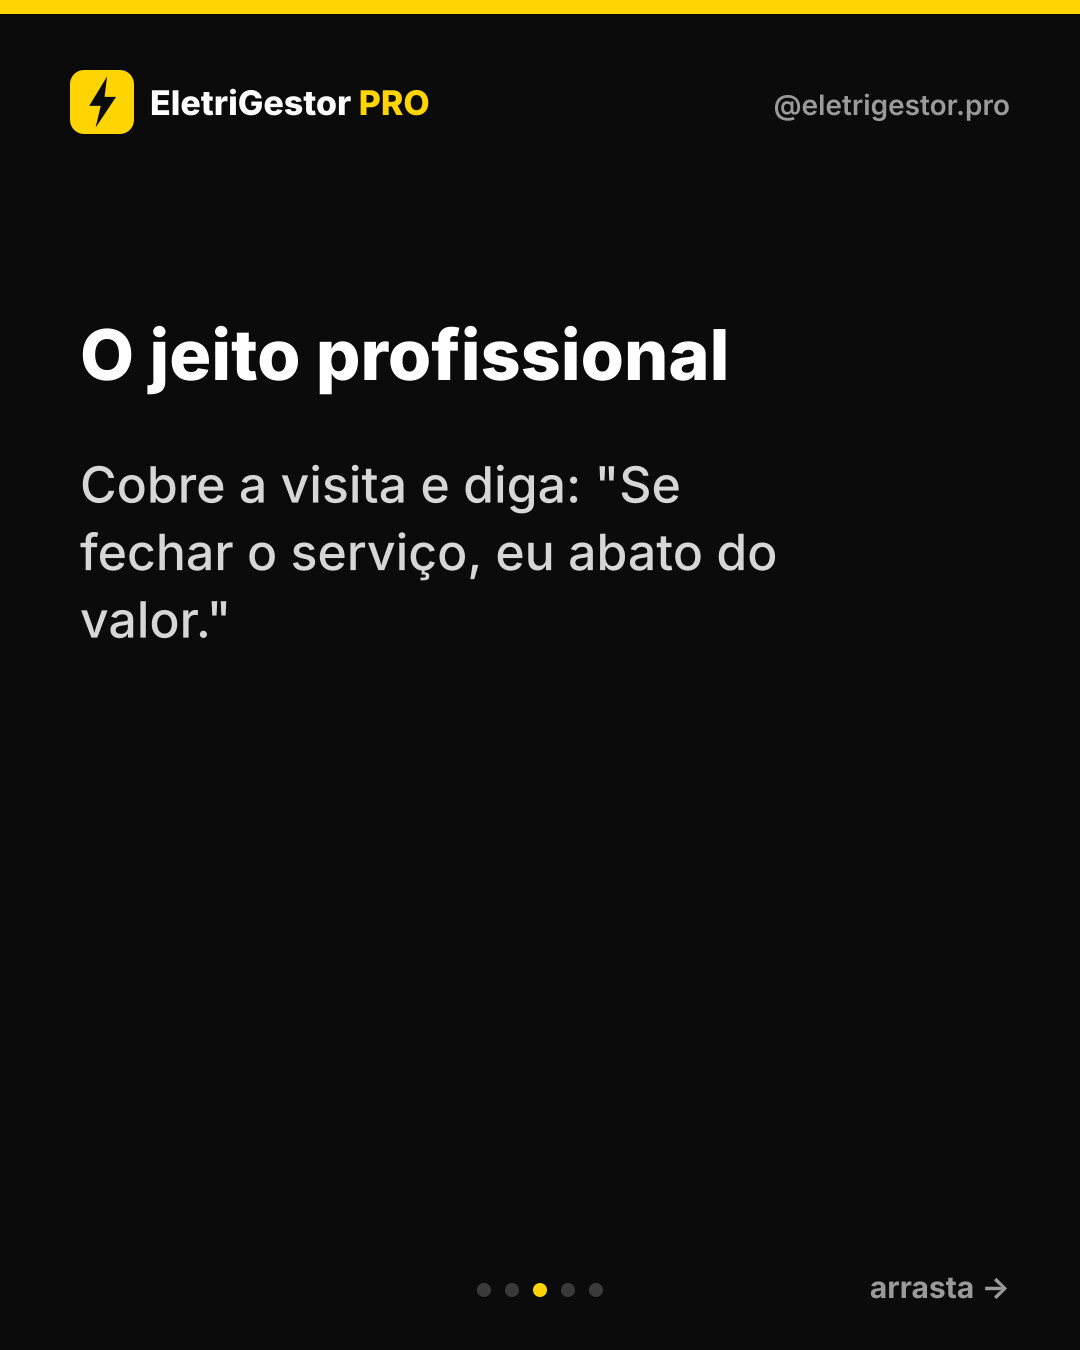 EletriGestor PRO
@eletrigestor.pro
O jeito profissional
Cobre a visita e diga: "Se
fechar o serviço, eu abato do
valor."
arrasta →